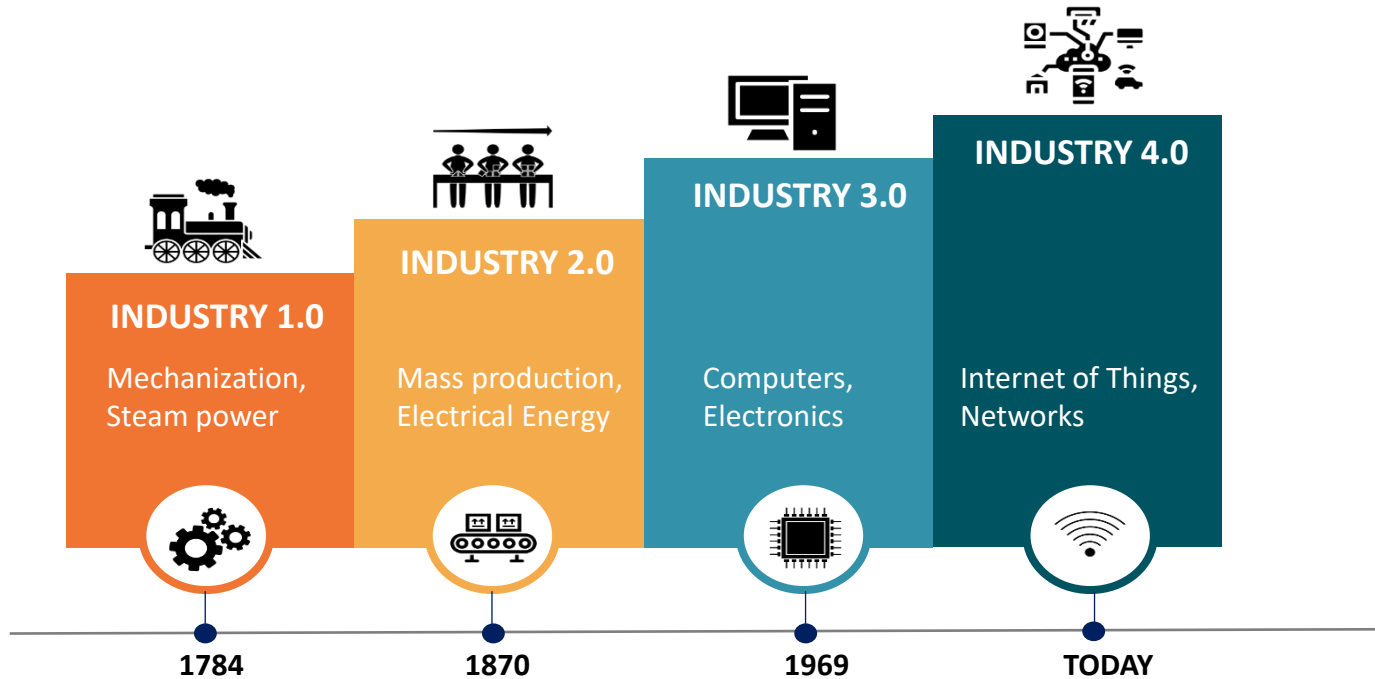 INDUSTRY 1.0
Mechanization,
Steam power
1784
INDUSTRY 2.0
Mass production,
Electrical Energy
1870
INDUSTRY 3.0
Computers,
Electronics
1969
INDUSTRY 4.0
Internet of Things,
Networks
TODAY